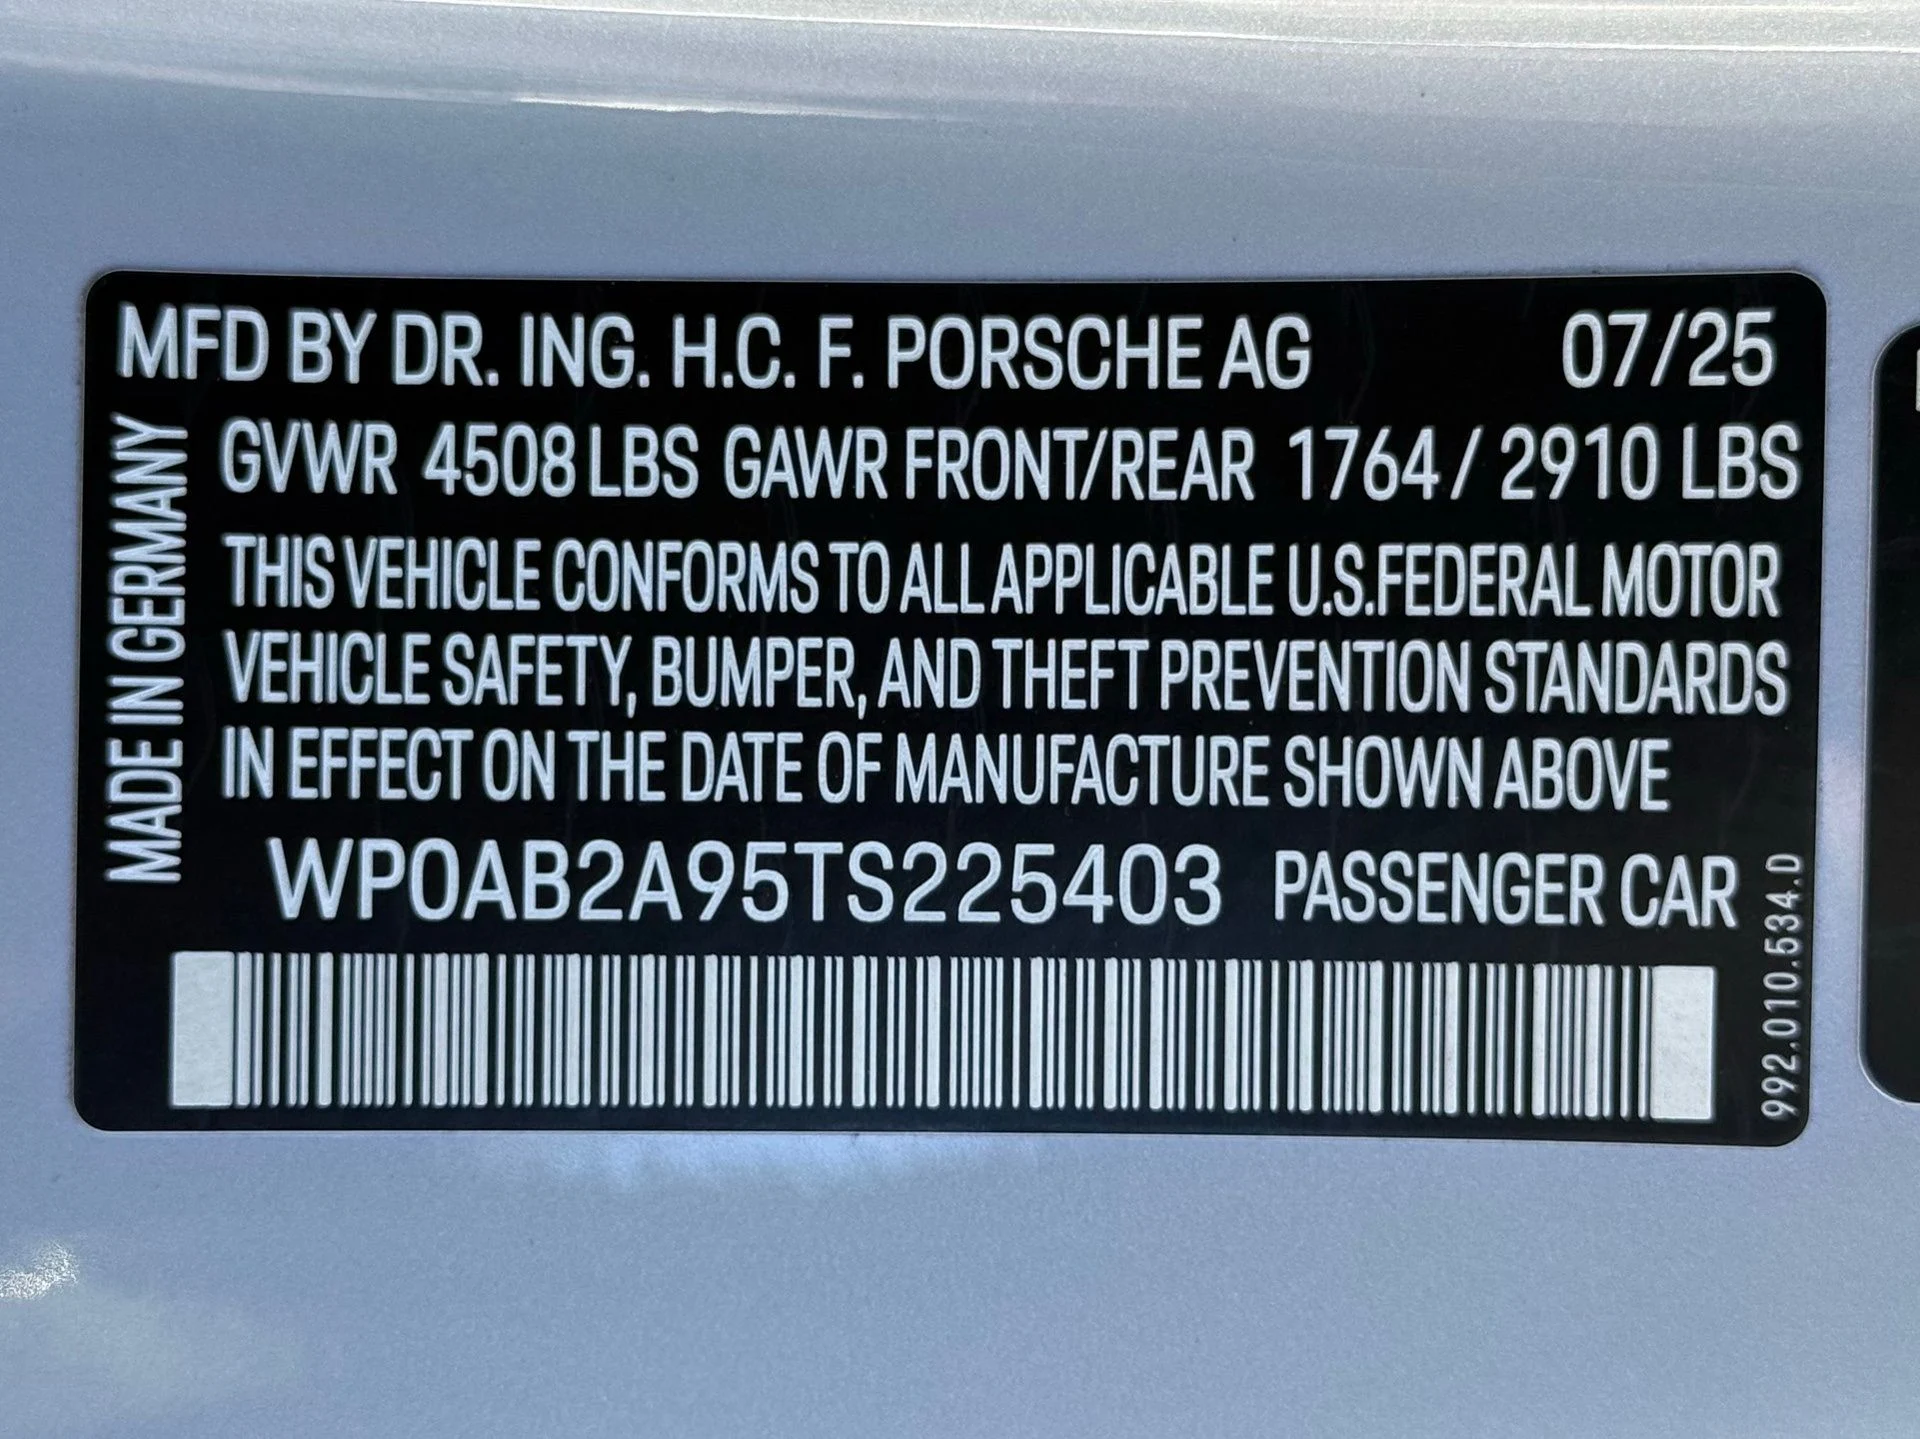 MFD BY DR. ING. H.C. F. PORSCHE AG 07/25
GVWR 4508 LBS GAWR FRONT/REAR 1764 / 2910 LBS
THIS VEHICLE CONFORMS TO ALL APPLICABLE U.S.FEDERAL MOTOR
VEHICLE SAFETY, BUMPER, AND THEFT PREVENTION STANDARDS
IN EFFECT ON THE DATE OF MANUFACTURE SHOWN ABOVE
WP0AB2A95TS225403 PASSENGER CAR
MADE IN GERMANY
992.010.534.D